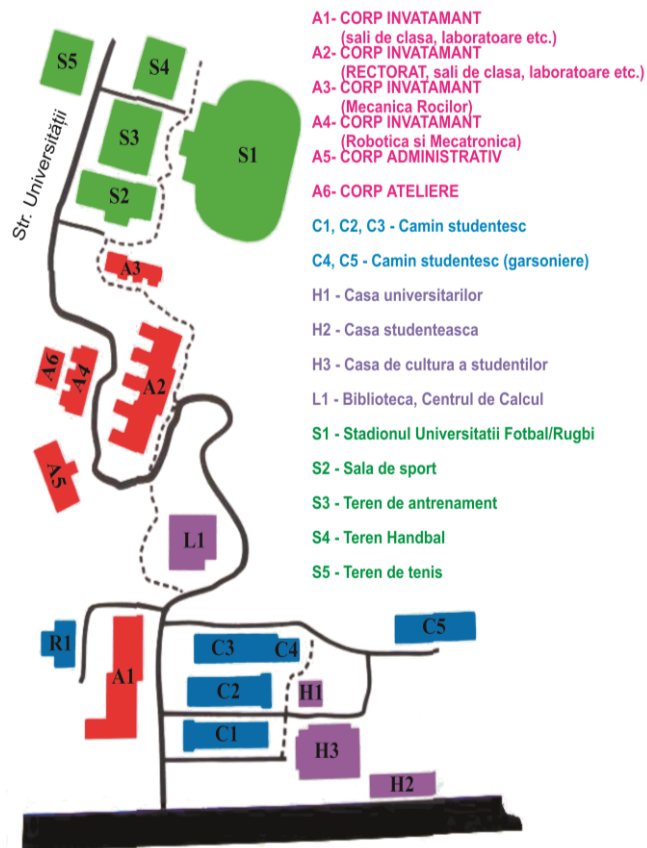 A1- CORP INVATAMANT
(sali de clasa, laboratoare etc.)
A2- CORP INVATAMANT
(RECTORAT, sali de clasa, laboratoare etc.)
A3- CORP INVATAMANT
(Mecanica Rocilor)
A4- CORP INVATAMANT
(Robotica si Mecatronica)
A5- CORP ADMINISTRATIV
A6- CORP ATELIERE
C1, C2, C3 - Camin studentesc
C4, C5 - Camin studentesc (garsoniere)
H1 - Casa universitarilor
H2 - Casa studenteasca
H3 - Casa de cultura a studentilor
L1 - Biblioteca, Centrul de Calcul
S1 - Stadionul Universitatii Fotbal/Rugbi
S2 - Sala de sport
S3 - Teren de antrenament
S4 - Teren Handbal
S5 - Teren de tenis
S5
S4
S3
S1
S2
Str. Universității
A3
A6
A4
A2
A5
L1
R1
A1
C3
C4
C5
C2
H1
C1
H3
H2